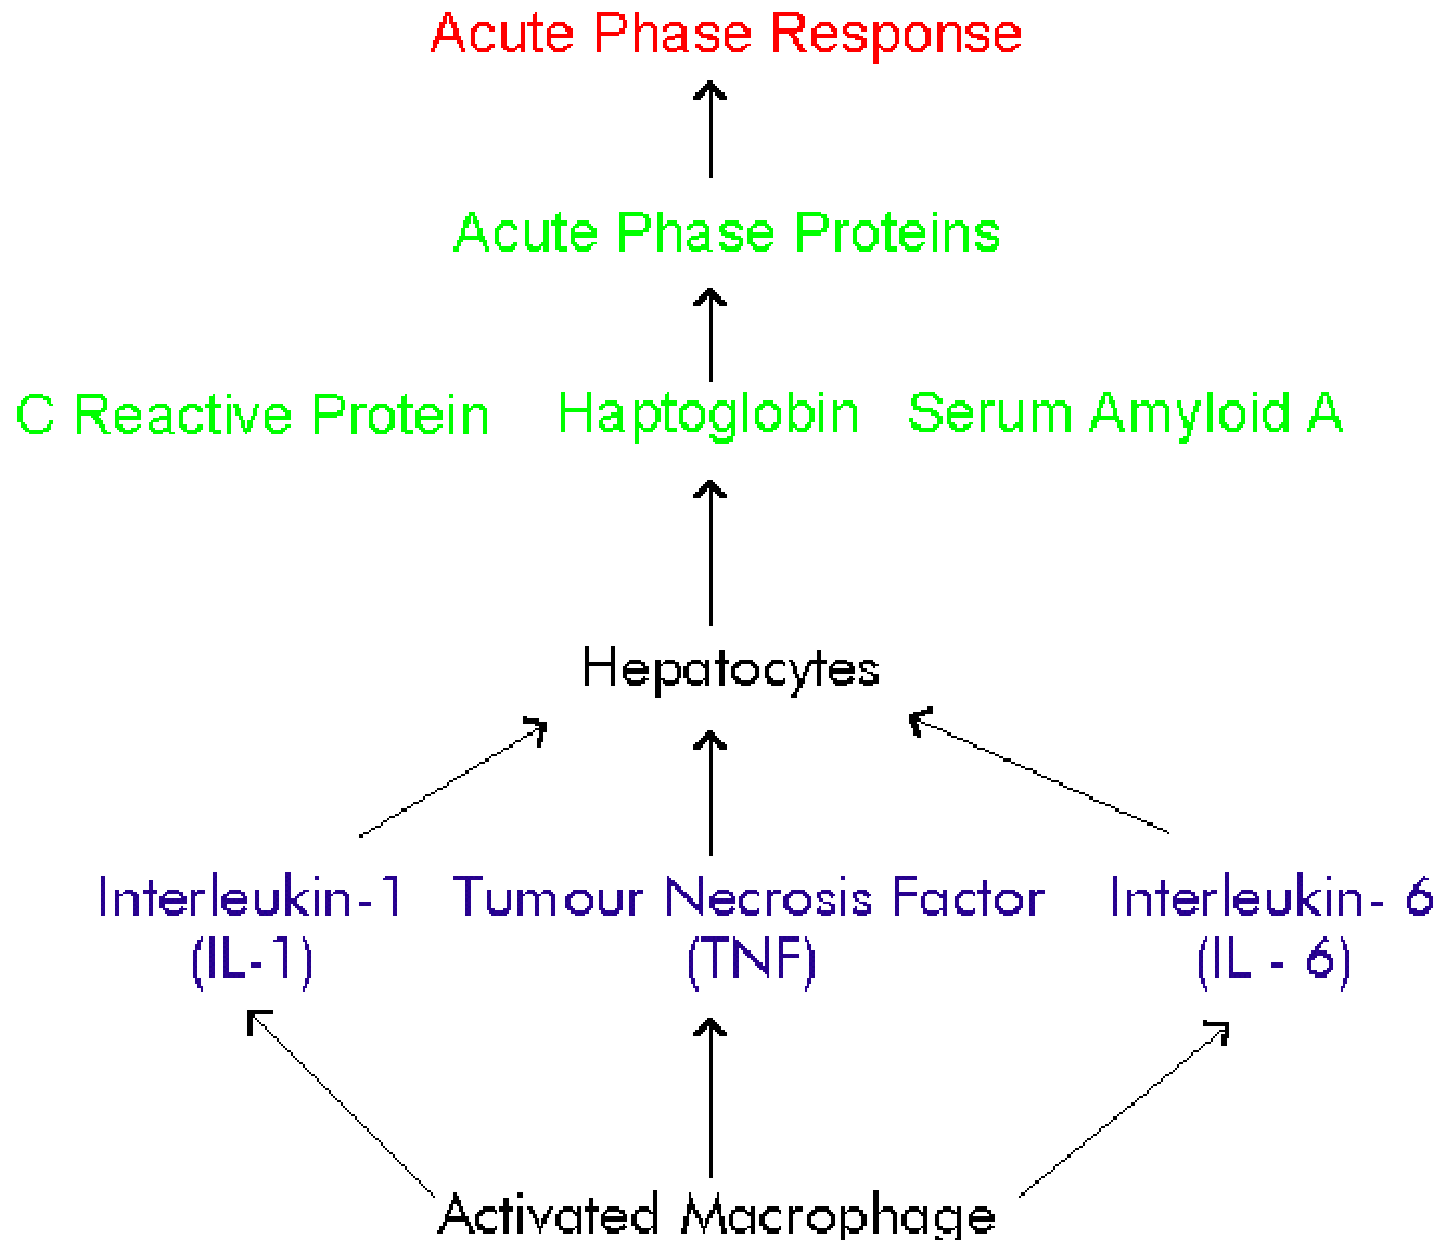 Acute Phase Response
Acute Phase Proteins
C Reactive Protein Haptoglobin Serum Amyloid A
Hepatocytes
Interleukin-1 Tumour Necrosis Factor Interleukin- 6
(IL-1) (TNF) (IL - 6)
Activated Macrophage